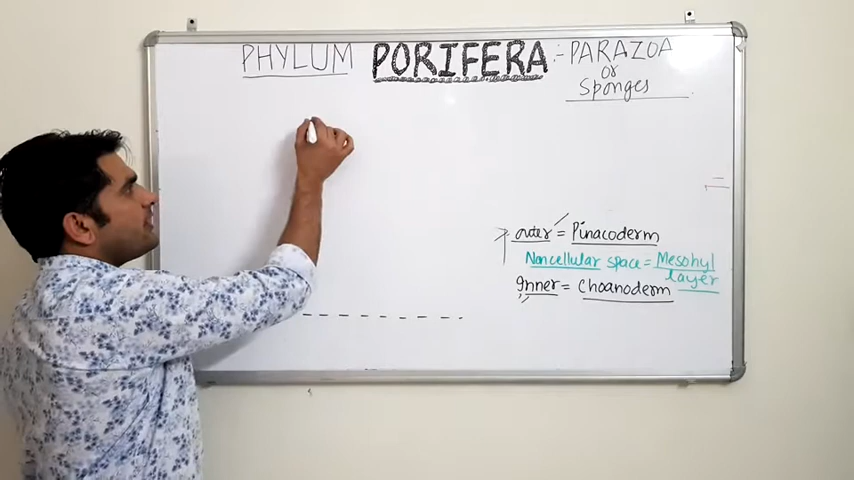 PHYLUM PORIFERA :- PARAZOA
or
Sponges
outer = Pinacoderm
Noncellular space = Mesohyl
layer
Inner = Choanoderm